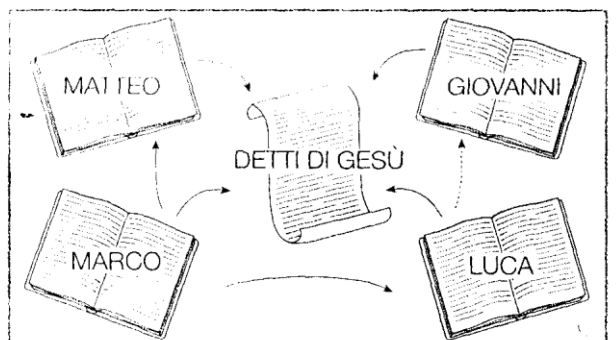 MATTEO
GIOVANNI
DETTI DI GESÙ
MARCO
LUCA